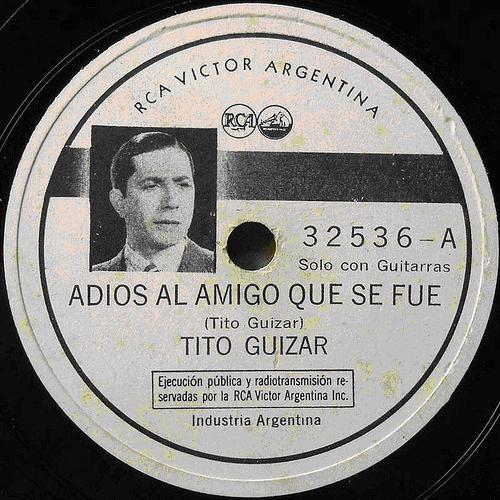 RCA VICTOR ARGENTINA
RCA
32536-A
Solo con Guitarras
ADIOS AL AMIGO QUE SE FUE
(Tito Guizar)
TITO GUIZAR
Ejecución pública y radiotransmisión re-
servadas por la RCA Victor Argentina Inc.
Industria Argentina